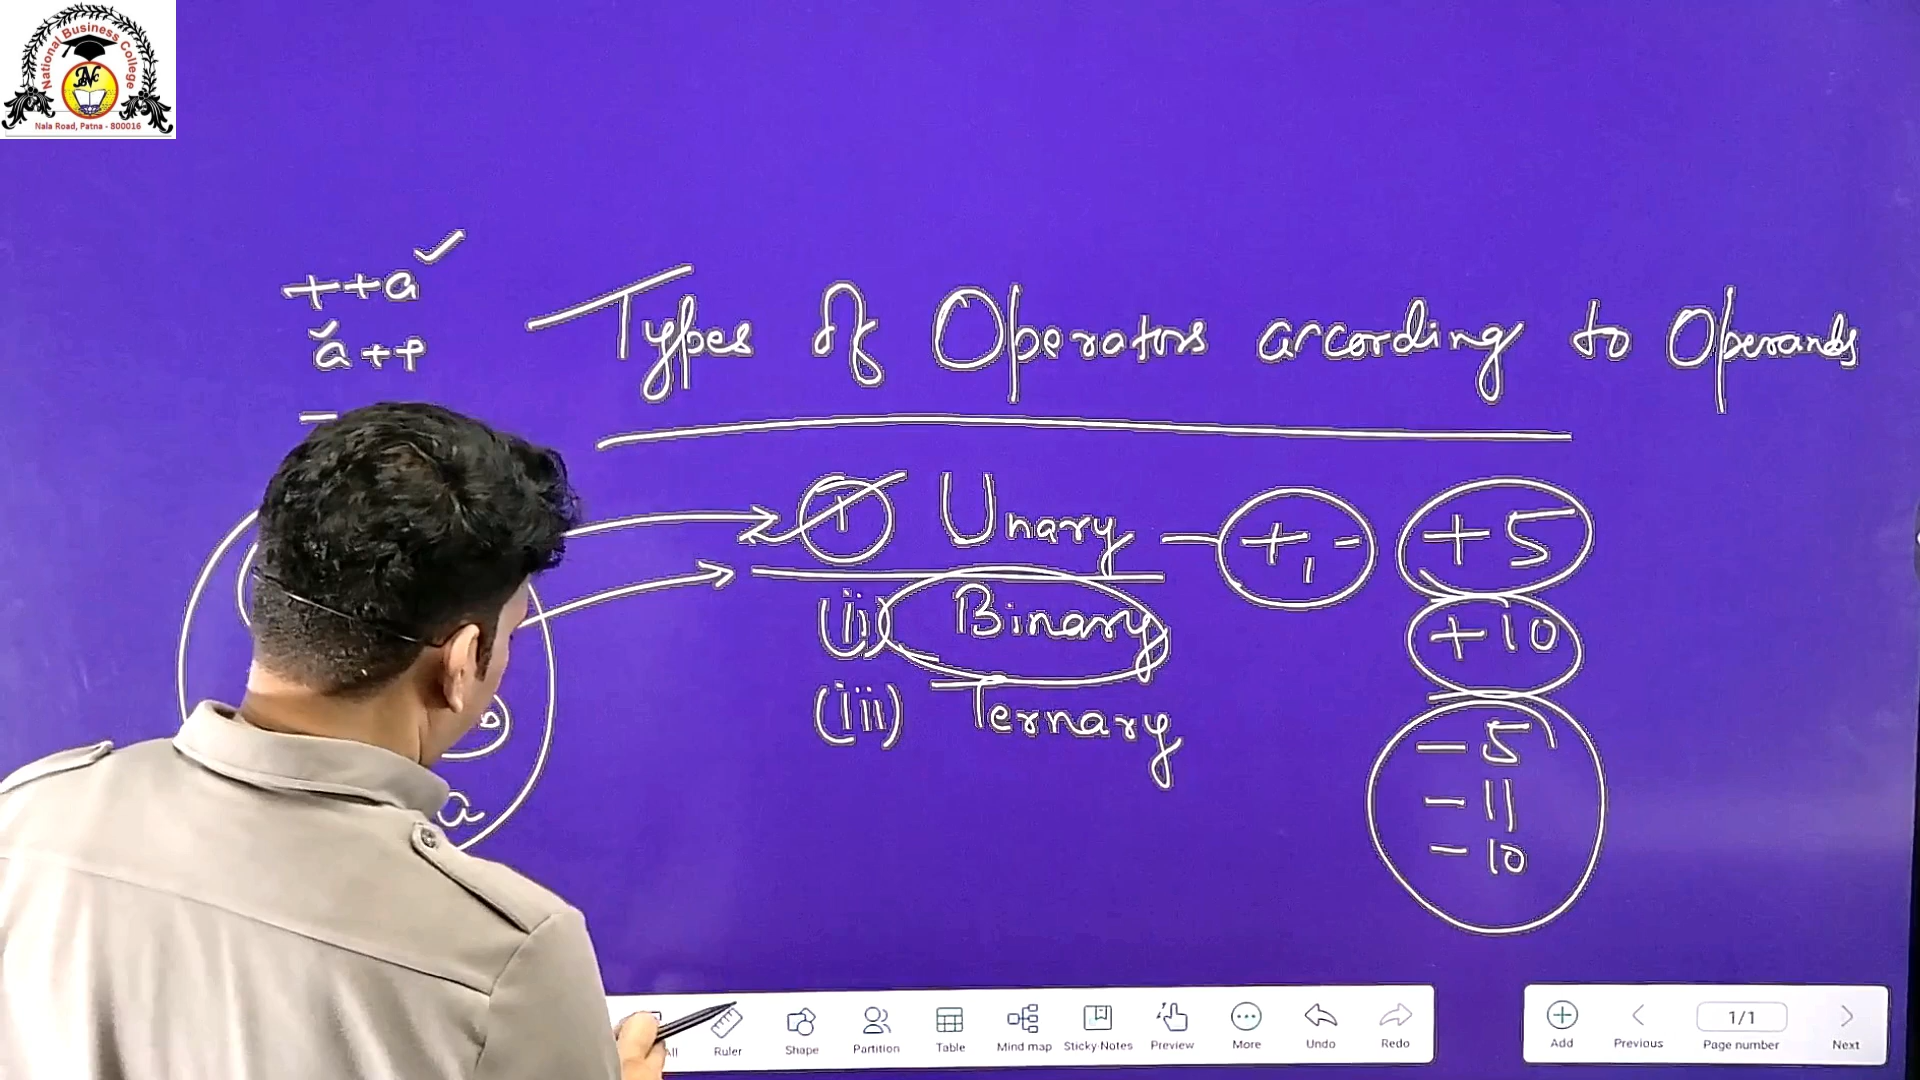 National Business College
Nala Road, Patna - 800016
++a
a++
Types of Operators according to Operands
+ Unary - +, - +5
(ii) Binary +10
(iii) Ternary -5
-11
-10
a
Ruler Shape Partition Table Mind map Sticky Notes Preview More Undo Redo
Add Previous 1/1 Page number Next